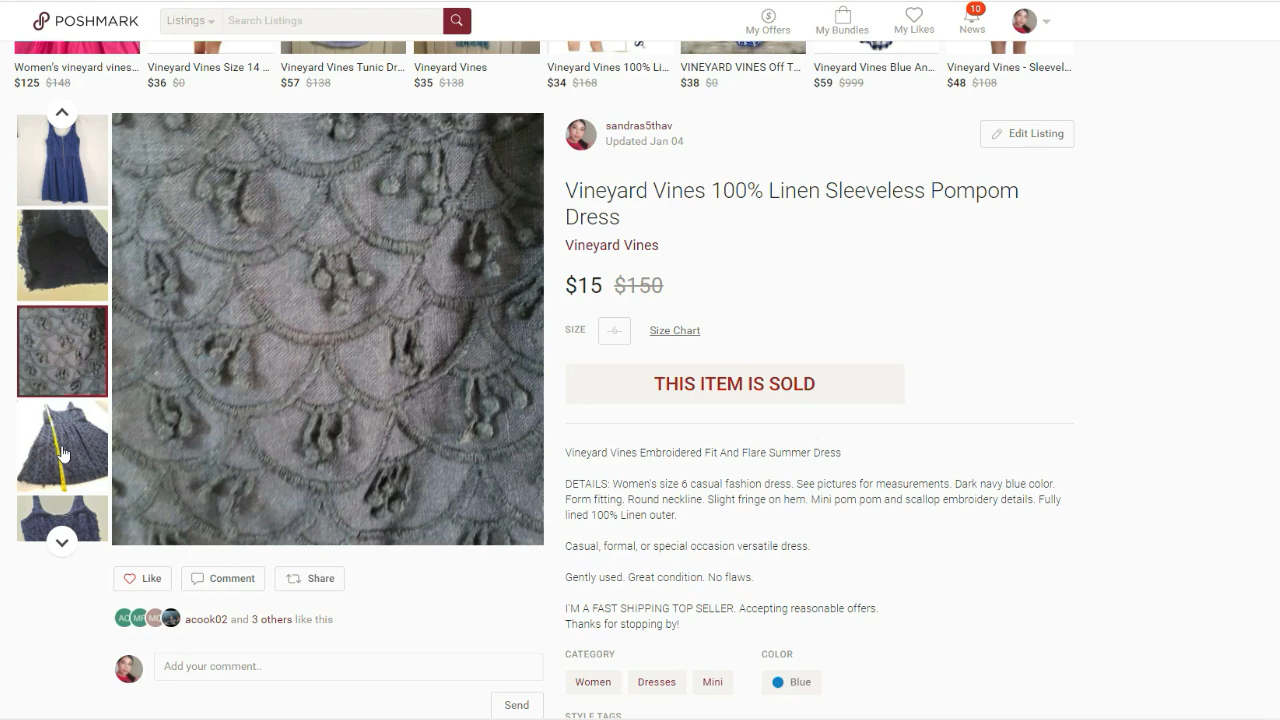 POSHMARK
Listings
Search Listings
My Offers
My Bundles
My Likes
10
News
Women's vineyard vines...
$125 $148
Vineyard Vines Size 14 ...
$36 $0
Vineyard Vines Tunic Dr...
$57 $138
Vineyard Vines
$35 $138
Vineyard Vines 100% Li...
$34 $168
VINEYARD VINES Off T...
$38 $0
Vineyard Vines Blue An...
$59 $999
Vineyard Vines - Sleevel...
$48 $108
sandras5thav
Updated Jan 04
Edit Listing
Vineyard Vines 100% Linen Sleeveless Pompom
Dress
Vineyard Vines
$15 $150
SIZE 6 Size Chart
THIS ITEM IS SOLD
Vineyard Vines Embroidered Fit And Flare Summer Dress
DETAILS: Women's size 6 casual fashion dress. See pictures for measurements. Dark navy blue color.
Form fitting. Round neckline. Slight fringe on hem. Mini pom pom and scallop embroidery details. Fully
lined 100% Linen outer.
Casual, formal, or special occasion versatile dress.
Gently used. Great condition. No flaws.
I'M A FAST SHIPPING TOP SELLER. Accepting reasonable offers.
Thanks for stopping by!
CATEGORY
Women Dresses Mini
COLOR
Blue
STYLE TAGS
Like
Comment
Share
acook02 and 3 others like this
Add your comment..
Send